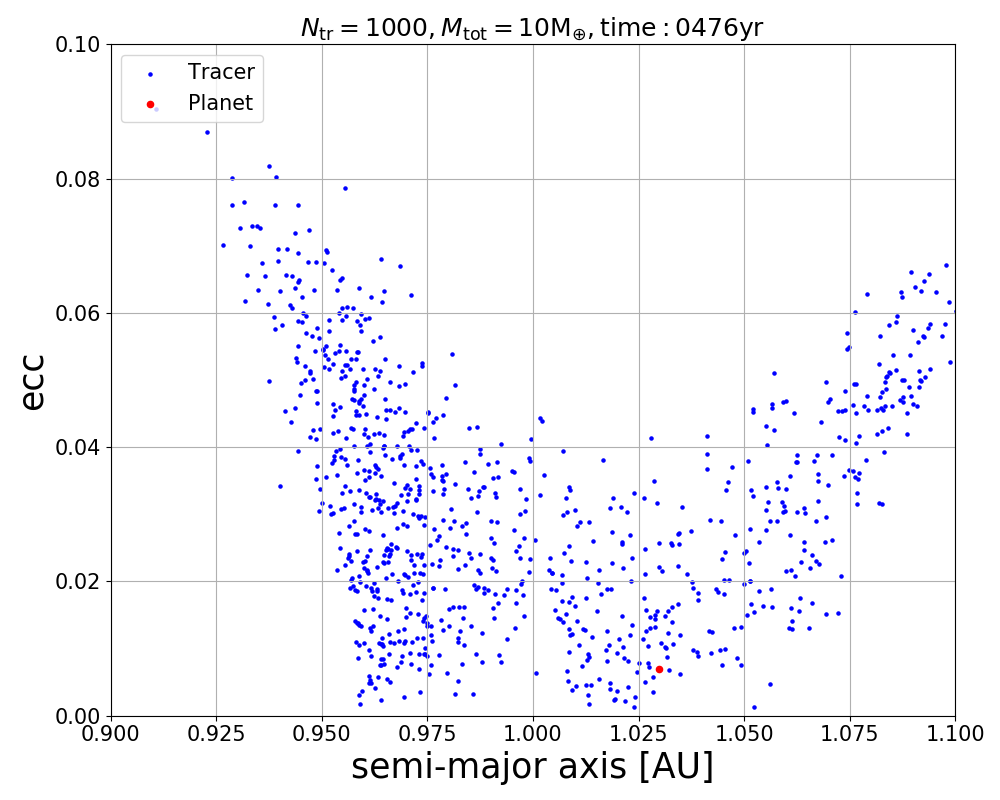 N_tr = 1000, M_tot = 10M_⊕, time : 0476yr
0.10
Tracer
Planet
0.08
0.06
ecc
0.04
0.02
0.00
0.900 0.925 0.950 0.975 1.000 1.025 1.050 1.075 1.100
semi-major axis [AU]